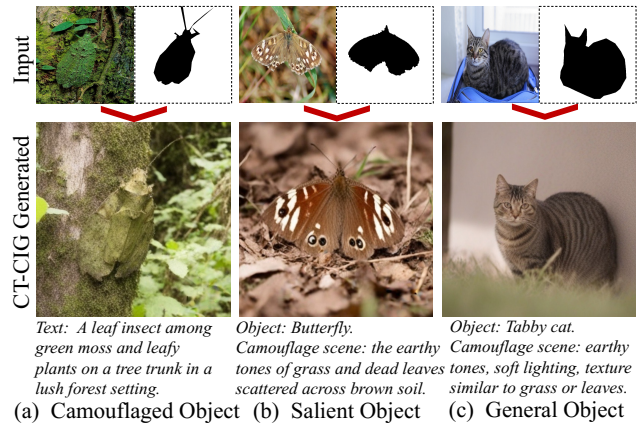 Input
CT-CIG Generated
Text: A leaf insect among
green moss and leafy
plants on a tree trunk in a
lush forest setting.
Object: Butterfly.
Camouflage scene: the earthy
tones of grass and dead leaves
scattered across brown soil.
Object: Tabby cat.
Camouflage scene: earthy
tones, soft lighting, texture
similar to grass or leaves.
(a) Camouflaged Object
(b) Salient Object
(c) General Object